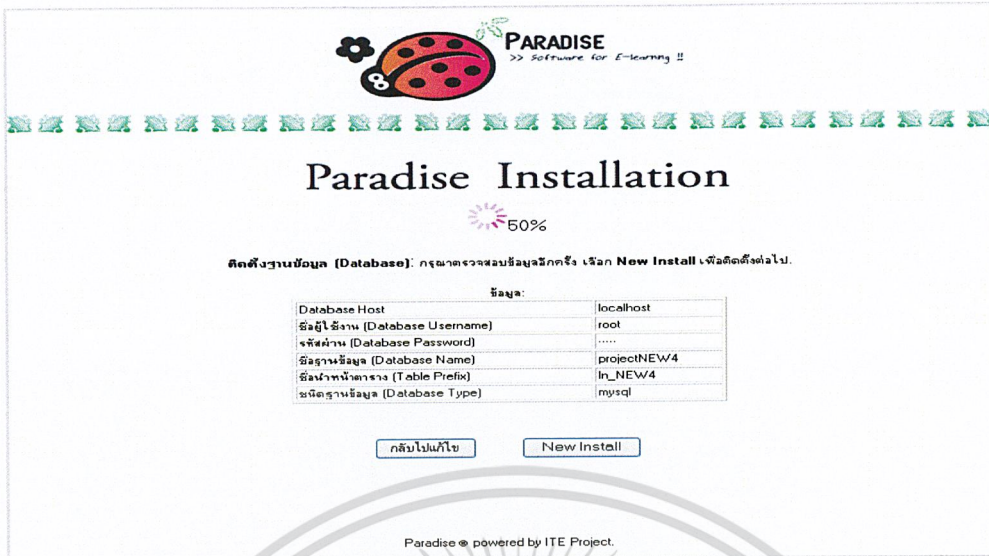 PARADISE
>> Software for E-learning !!
Paradise Installation
50%
ติดตั้งฐานข้อมูล (Database): กรุณาตรวจสอบข้อมูลอีกครั้ง เลือก New Install เพื่อติดตั้งต่อไป.
ข้อมูล:
Database Host localhost
ชื่อผู้ใช้งาน (Database Username) root
รหัสผ่าน (Database Password) .....
ชื่อฐานข้อมูล (Database Name) projectNEW4
ชื่อนำหน้าตาราง (Table Prefix) ln_NEW4
ชนิดฐานข้อมูล (Database Type) mysql
กลับไปแก้ไข New Install
Paradise ® powered by ITE Project.